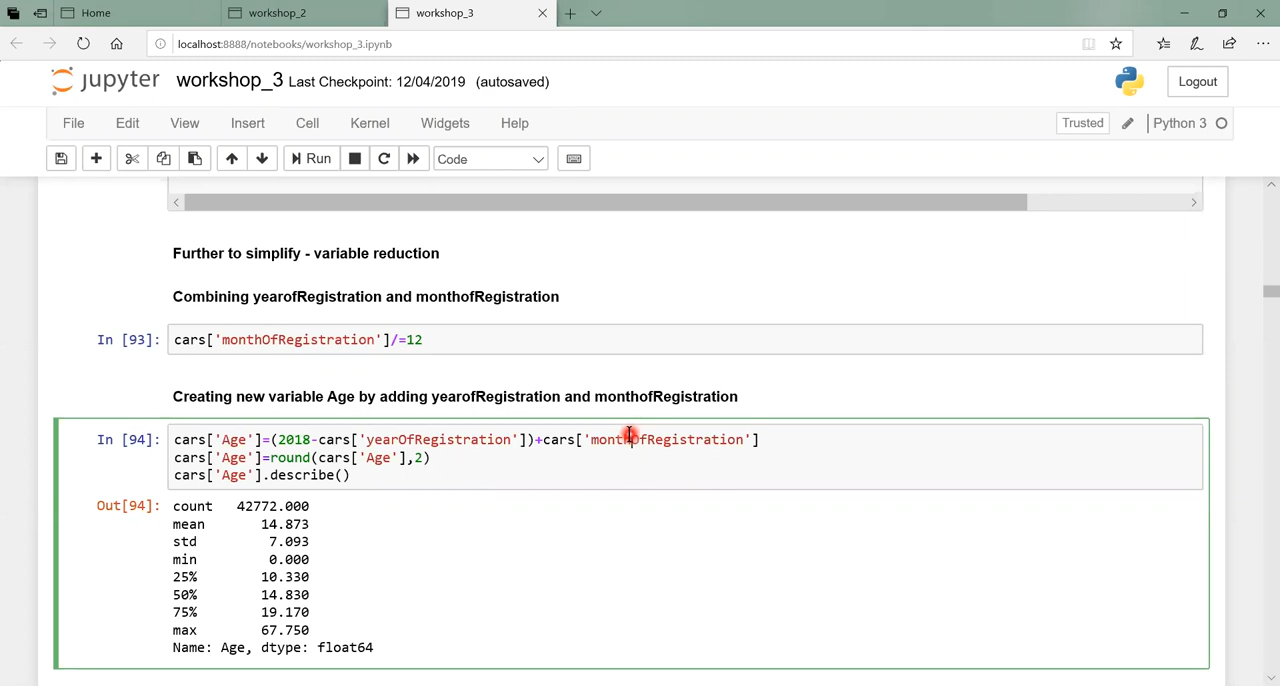 Home
workshop_2
workshop_3
localhost:8888/notebooks/workshop_3.ipynb
jupyter workshop_3 Last Checkpoint: 12/04/2019 (autosaved)
Logout
File Edit View Insert Cell Kernel Widgets Help
Trusted
Python 3
Run
Code
Further to simplify - variable reduction
Combining yearofRegistration and monthofRegistration
In [93]: cars['monthOfRegistration']/=12
Creating new variable Age by adding yearofRegistration and monthofRegistration
In [94]: cars['Age']=(2018-cars['yearOfRegistration'])+cars['monthOfRegistration']
cars['Age']=round(cars['Age'],2)
cars['Age'].describe()
Out[94]: count 42772.000
mean 14.873
std 7.093
min 0.000
25% 10.330
50% 14.830
75% 19.170
max 67.750
Name: Age, dtype: float64